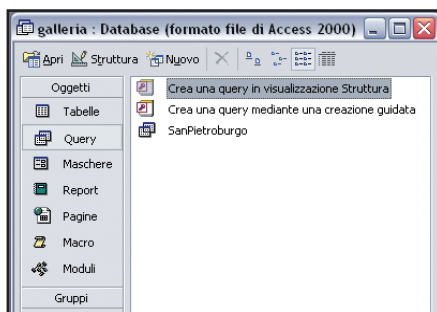 galleria : Database (formato file di Access 2000)
Apri Struttura Nuovo
Oggetti
Tabelle
Query
Maschere
Report
Pagine
Macro
Moduli
Gruppi
Crea una query in visualizzazione Struttura
Crea una query mediante una creazione guidata
SanPietroburgo